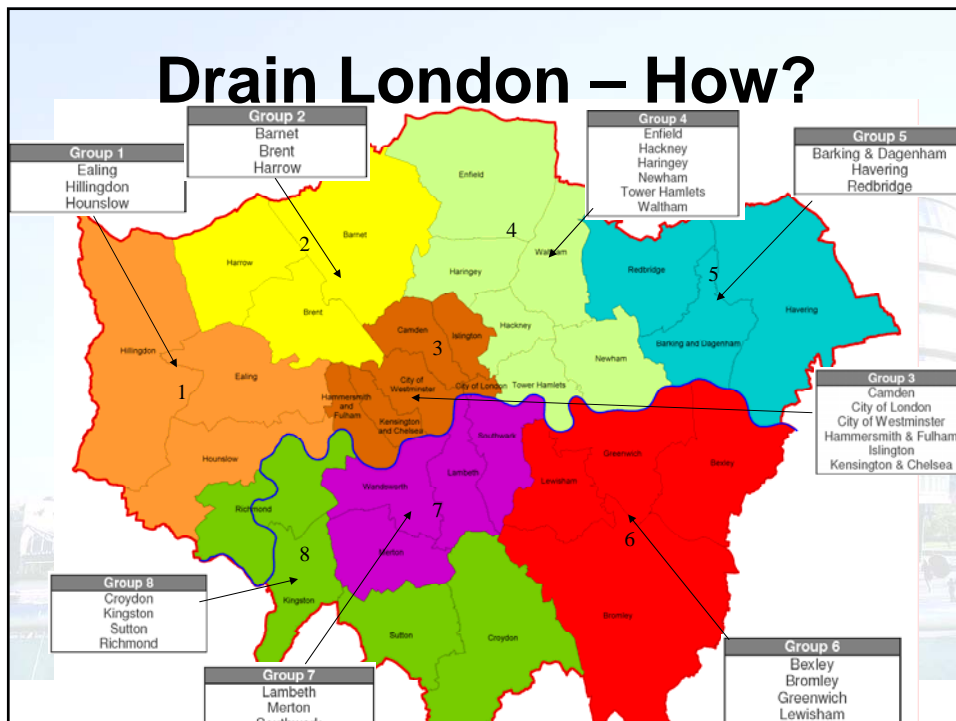 Drain London – How?
Group 1
Ealing
Hillingdon
Hounslow
Group 2
Barnet
Brent
Harrow
Group 4
Enfield
Hackney
Haringey
Newham
Tower Hamlets
Waltham
Group 5
Barking & Dagenham
Havering
Redbridge
Enfield
Barnet
2
Harrow
4
Waltham
Haringey
Redbridge
5
Brent
Camden
Islington
Hackney
Havering
3
Hillingdon
Ealing
Newham
Barking and Dagenham
1
City of
Westminster
City of London
Tower Hamlets
Hammersmith
and
Fulham
Kensington
and Chelsea
Group 3
Camden
City of London
City of Westminster
Hammersmith & Fulham
Islington
Kensington & Chelsea
Hounslow
Southwark
Greenwich
Bexley
Wandsworth
Lambeth
Lewisham
Richmond
7
6
Merton
8
Kingston
Sutton
Croydon
Bromley
Group 8
Croydon
Kingston
Sutton
Richmond
Group 7
Lambeth
Merton
Group 6
Bexley
Bromley
Greenwich
Lewisham